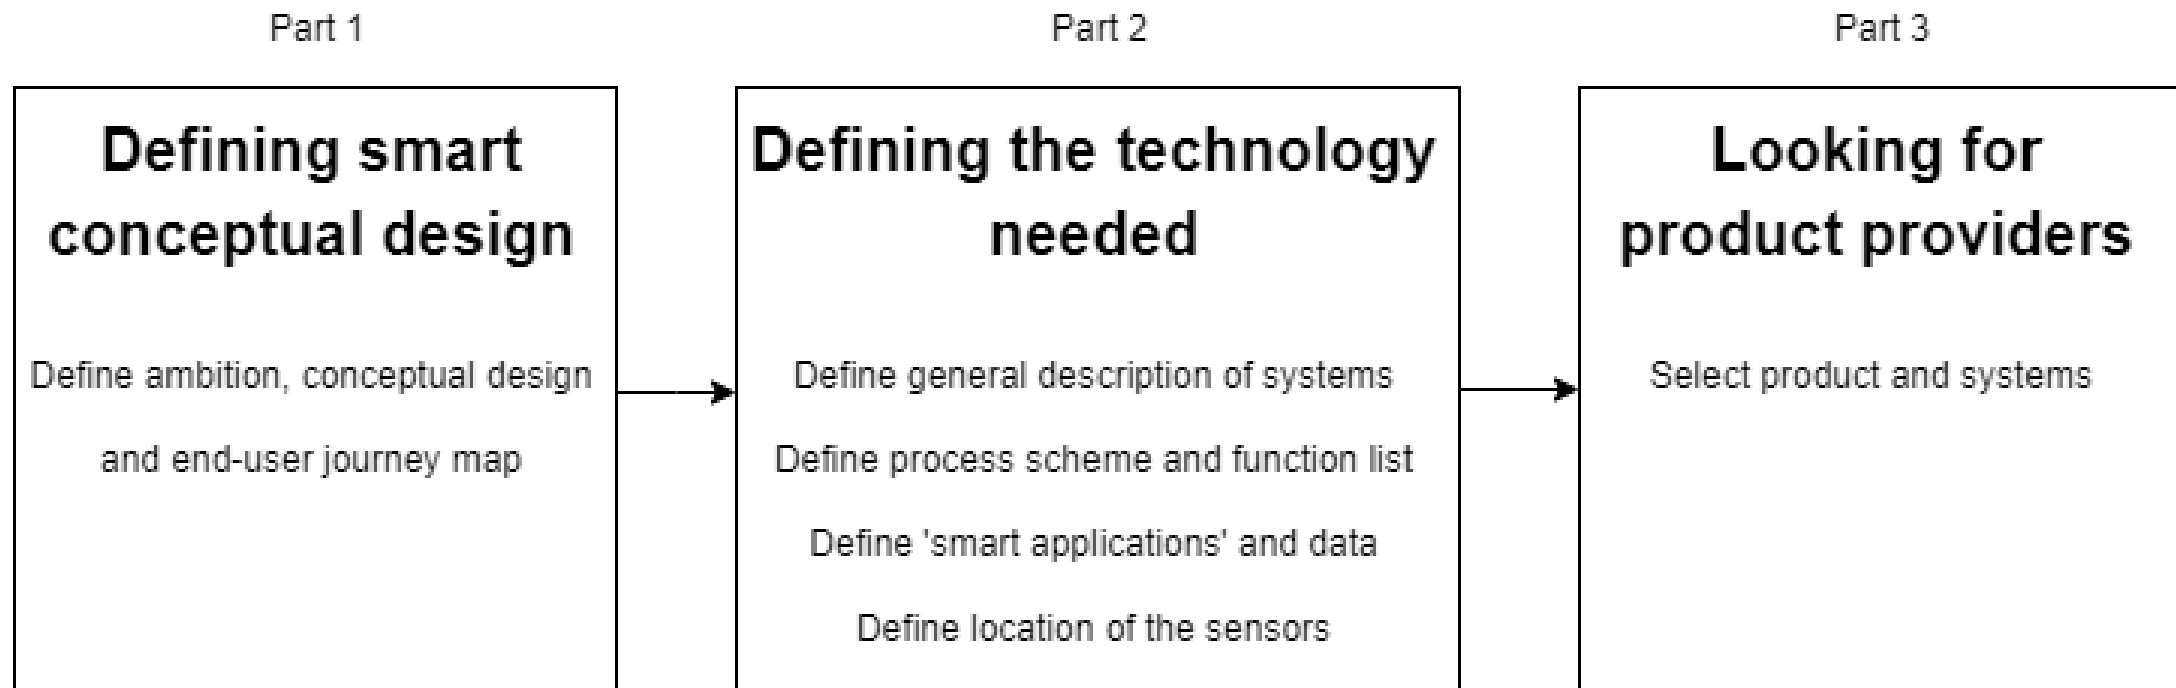 Part 1
Defining smart
conceptual design
Define ambition, conceptual design
and end-user journey map
Part 2
Defining the technology
needed
Define general description of systems
Define process scheme and function list
Define 'smart applications' and data
Define location of the sensors
Part 3
Looking for
product providers
Select product and systems